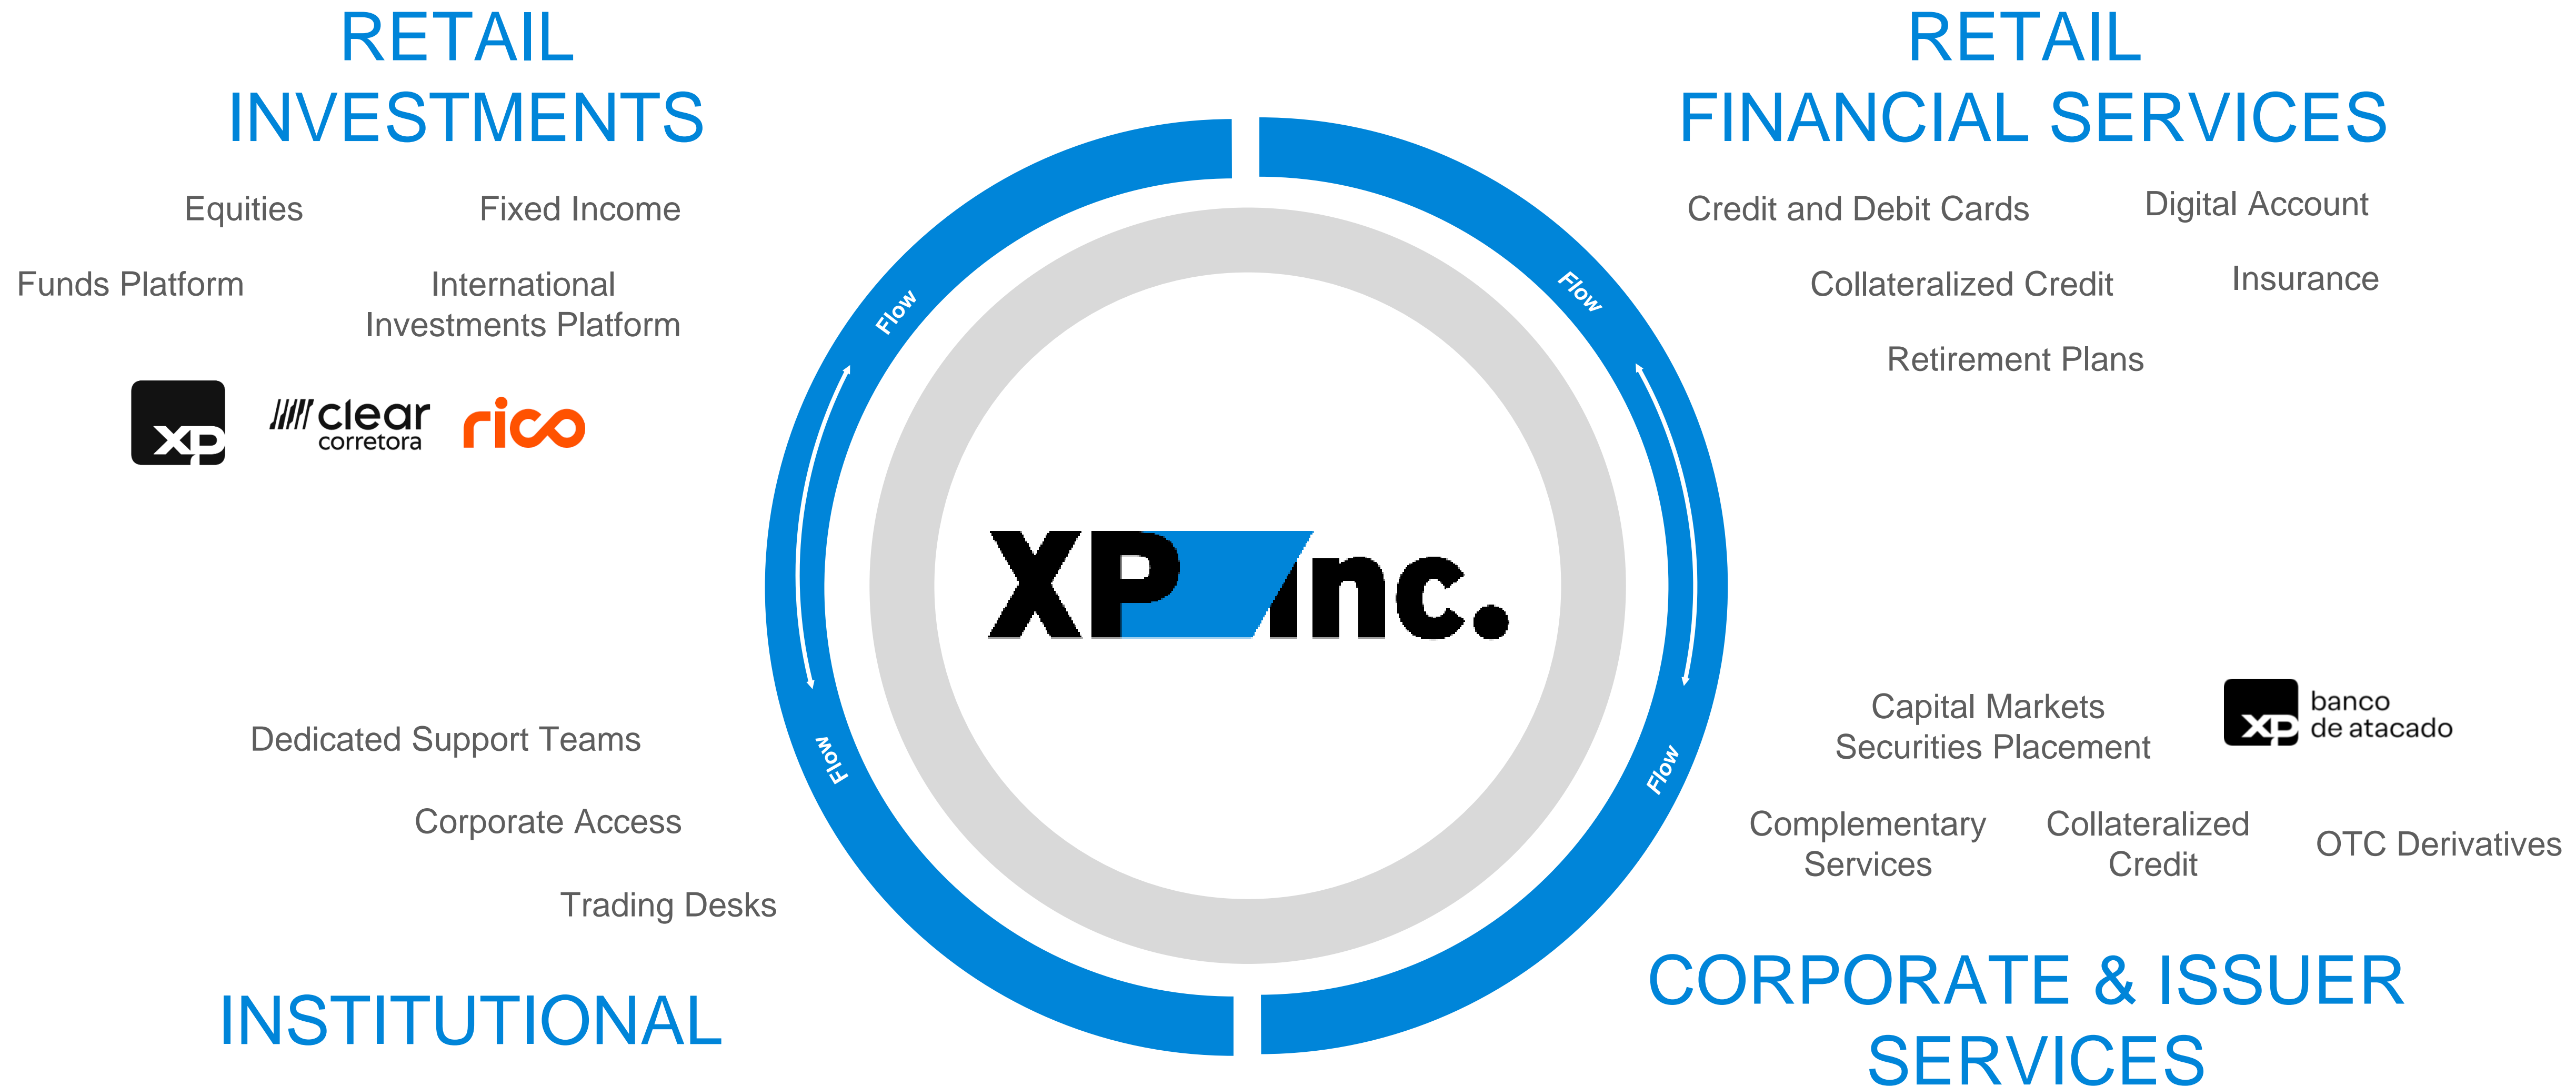 RETAIL
INVESTMENTS
Equities
Fixed Income
Funds Platform
International
Investments Platform
xp
clear
corretora
rico
RETAIL
FINANCIAL SERVICES
Credit and Debit Cards
Digital Account
Collateralized Credit
Insurance
Retirement Plans
Flow
Flow
XP inc.
Flow
Flow
Dedicated Support Teams
Corporate Access
Trading Desks
INSTITUTIONAL
Capital Markets
Securities Placement
xp banco
de atacado
Complementary
Services
Collateralized
Credit
OTC Derivatives
CORPORATE & ISSUER
SERVICES